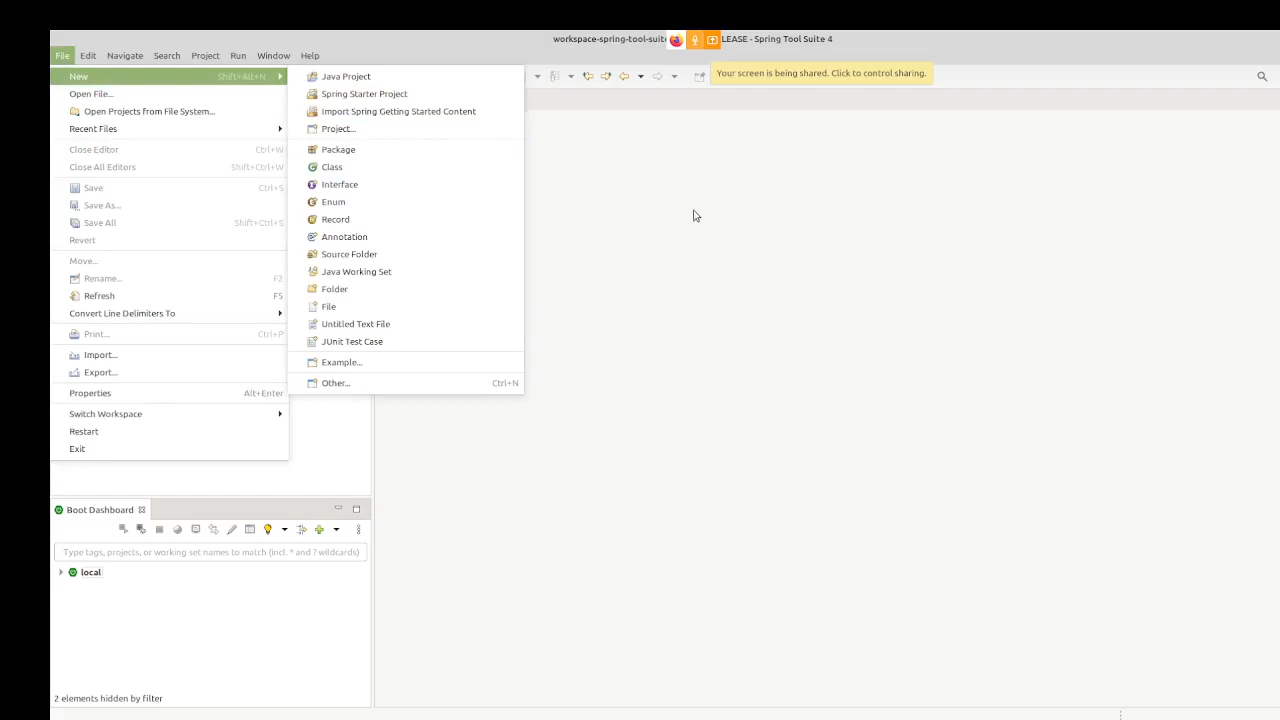 workspace-spring-tool-suite LEASE - Spring Tool Suite 4
File Edit Navigate Search Project Run Window Help
Your screen is being shared. Click to control sharing.
New Shift+Alt+N
Open File...
Open Projects from File System...
Recent Files
Close Editor Ctrl+W
Close All Editors Shift+Ctrl+W
Save Ctrl+S
Save As...
Save All Shift+Ctrl+S
Revert
Move...
Rename... F2
Refresh F5
Convert Line Delimiters To
Print... Ctrl+P
Import...
Export...
Properties Alt+Enter
Switch Workspace
Restart
Exit
Java Project
Spring Starter Project
Import Spring Getting Started Content
Project...
Package
Class
Interface
Enum
Record
Annotation
Source Folder
Java Working Set
Folder
File
Untitled Text File
JUnit Test Case
Example...
Other... Ctrl+N
Boot Dashboard
Type tags, projects, or working set names to match (incl. * and ? wildcards)
local
2 elements hidden by filter